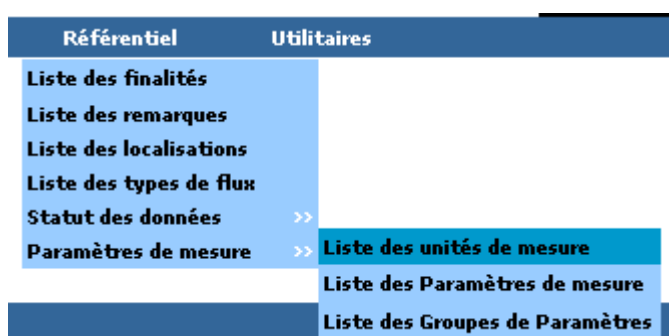 Référentiel Utilitaires
Liste des finalités
Liste des remarques
Liste des localisations
Liste des types de flux
Statut des données >>
Paramètres de mesure >> Liste des unités de mesure
Liste des Paramètres de mesure
Liste des Groupes de Paramètres